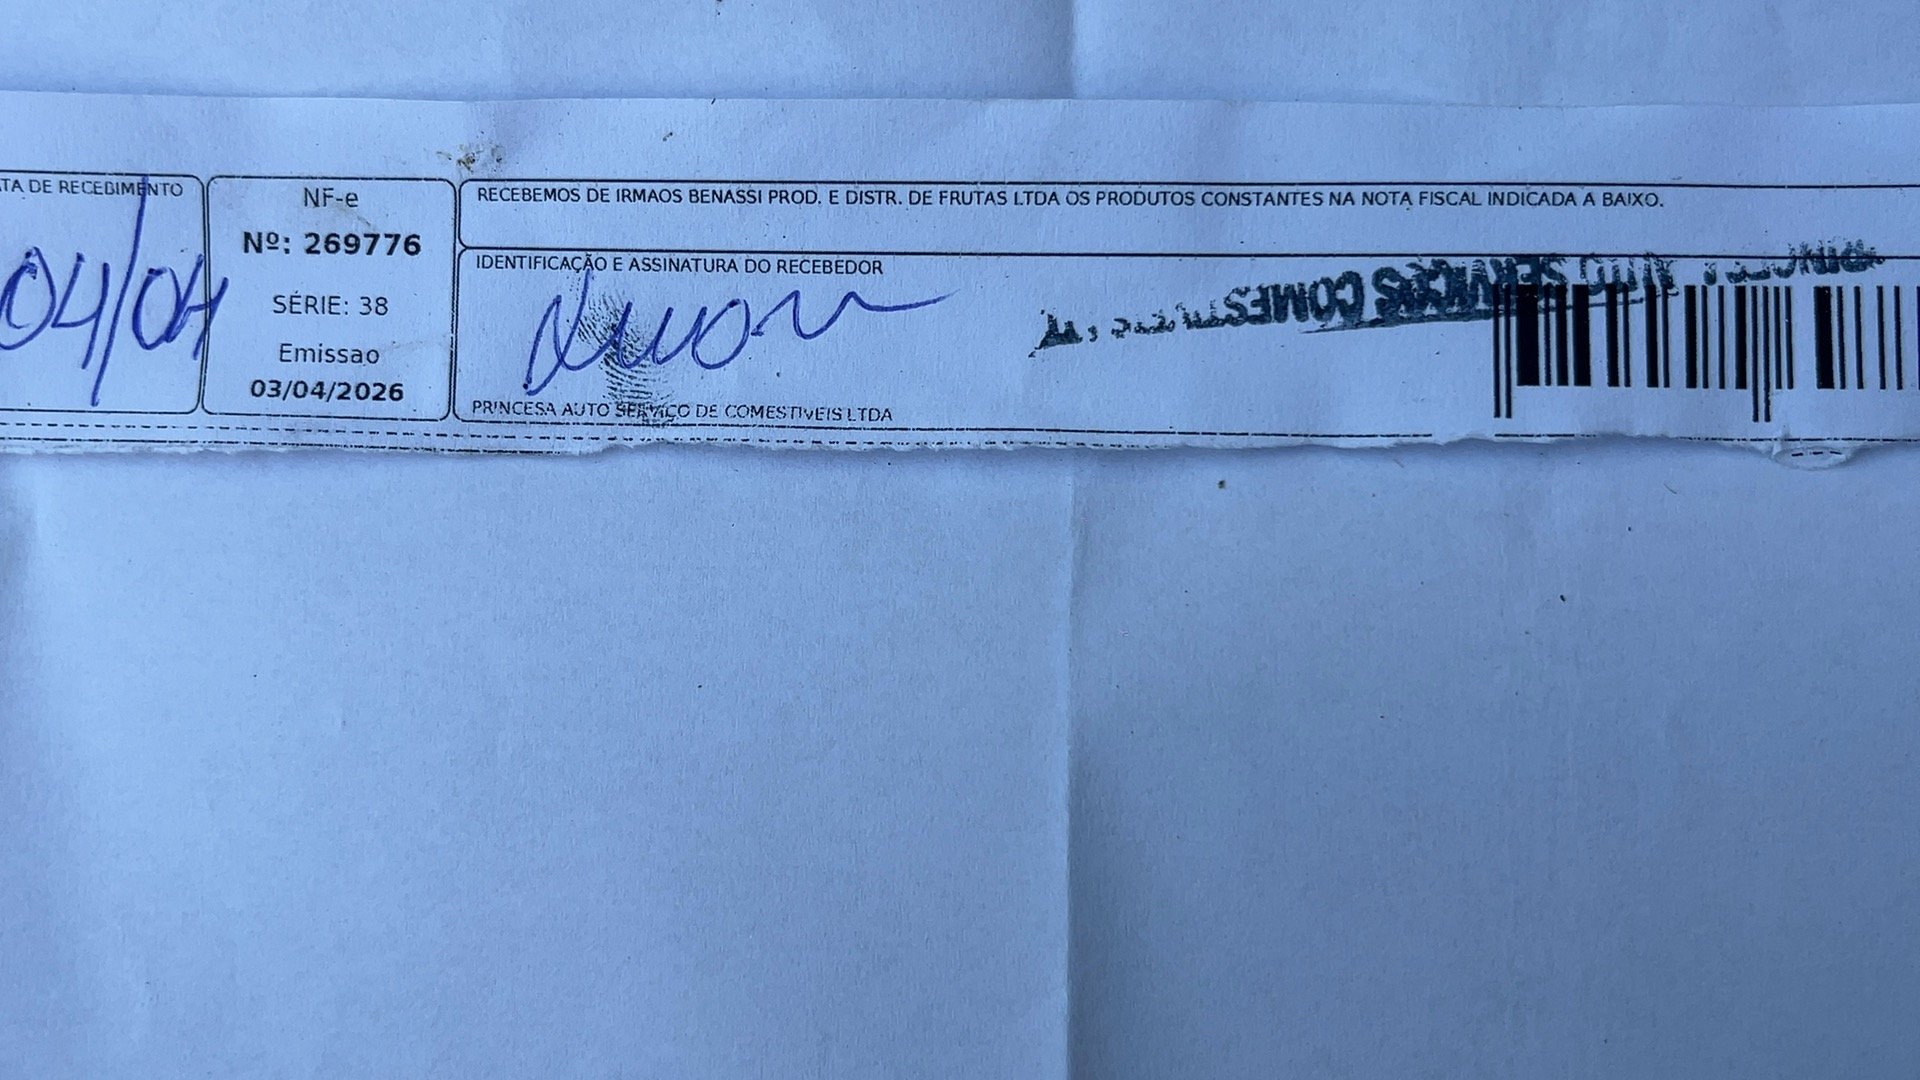 TA DE RECEBIMENTO
04/04
NF-e
Nº: 269776
SÉRIE: 38
Emissao
03/04/2026
RECEBEMOS DE IRMAOS BENASSI PROD. E DISTR. DE FRUTAS LTDA OS PRODUTOS CONSTANTES NA NOTA FISCAL INDICADA A BAIXO.
IDENTIFICAÇÃO E ASSINATURA DO RECEBEDOR
PRINCESA AUTO SERVIÇO DE COMESTIVEIS LTDA